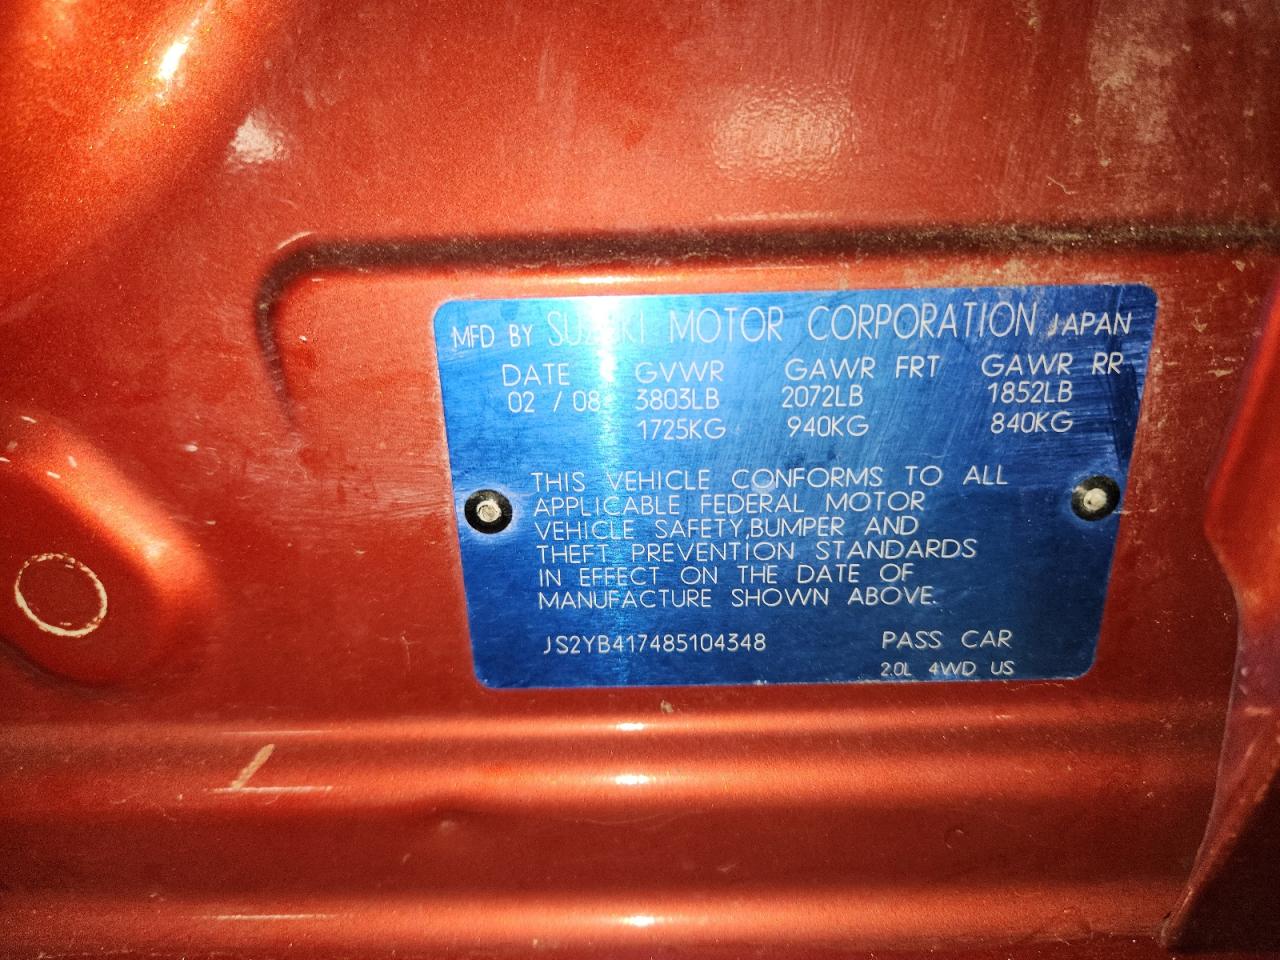 MFD BY SUZUKI MOTOR CORPORATION JAPAN
DATE GVWR GAWR FRT GAWR RR
02 / 08 3803LB 2072LB 1852LB
1725KG 940KG 840KG
THIS VEHICLE CONFORMS TO ALL
APPLICABLE FEDERAL MOTOR
VEHICLE SAFETY,BUMPER AND
THEFT PREVENTION STANDARDS
IN EFFECT ON THE DATE OF
MANUFACTURE SHOWN ABOVE.
JS2YB417485104348 PASS CAR
2.0L 4WD US